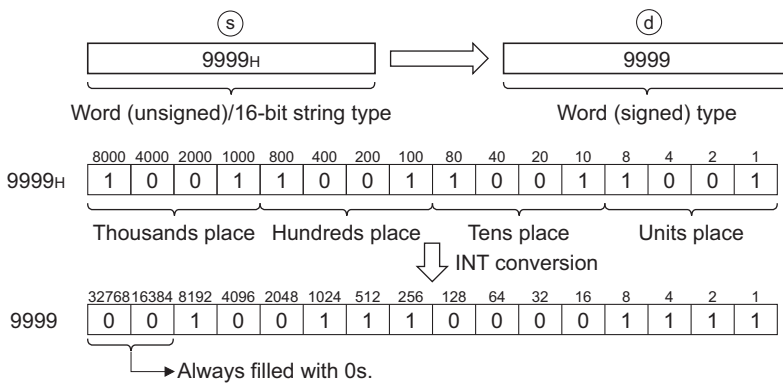 s d
9999H 9999
Word (unsigned)/16-bit string type Word (signed) type
8000 4000 2000 1000 800 400 200 100 80 40 20 10 8 4 2 1
9999H 1 0 0 1 1 0 0 1 1 0 0 1 1 0 0 1
Thousands place Hundreds place Tens place Units place
INT conversion
32768 16384 8192 4096 2048 1024 512 256 128 64 32 16 8 4 2 1
9999 0 0 1 0 0 1 1 1 0 0 0 0 1 1 1 1
Always filled with 0s.